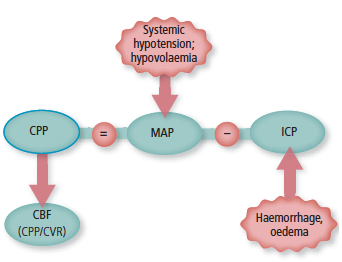 Systemic
hypotension;
hypovolaemia
CPP = MAP – ICP
CBF
(CPP/CVR)
Haemorrhage,
oedema